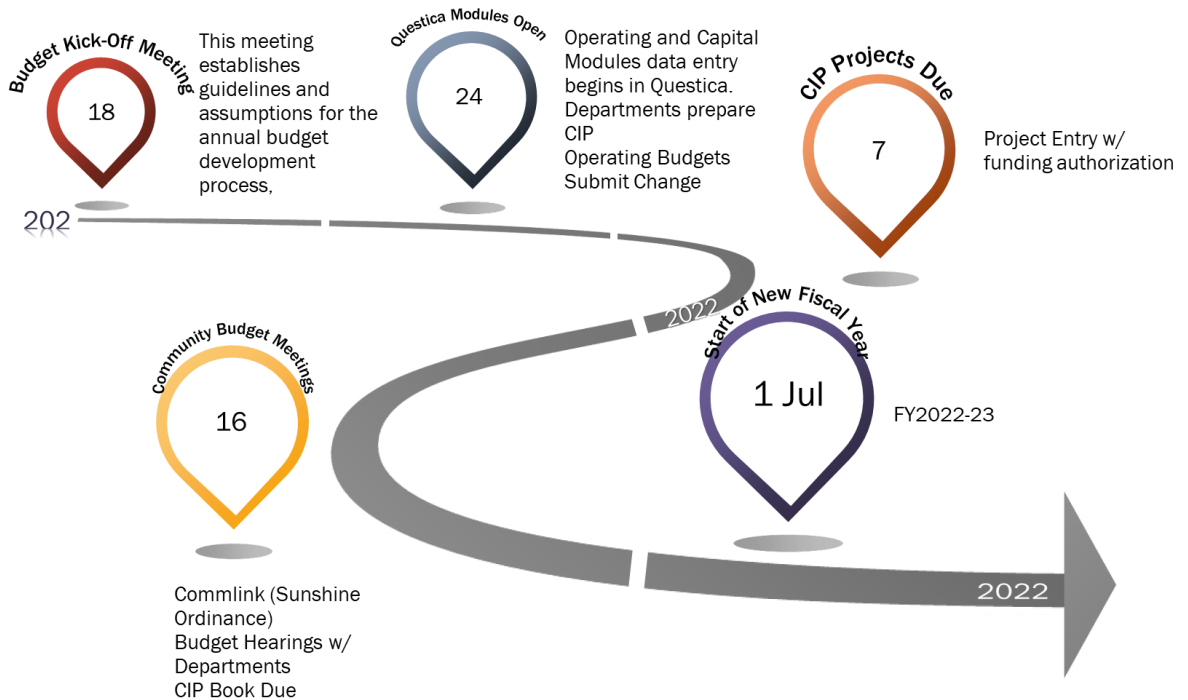 Budget Kick-Off Meeting
18
This meeting
establishes
guidelines and
assumptions for the
annual budget
development
process,
Questica Modules Open
24
Operating and Capital
Modules data entry
begins in Questica.
Departments prepare
CIP
Operating Budgets
Submit Change
CIP Projects Due
7
Project Entry w/
funding authorization
202
2022
Start of New Fiscal Year
1 Jul
FY2022-23
Community Budget Meetings
16
Commlink (Sunshine
Ordinance)
Budget Hearings w/
Departments
CIP Book Due
2022